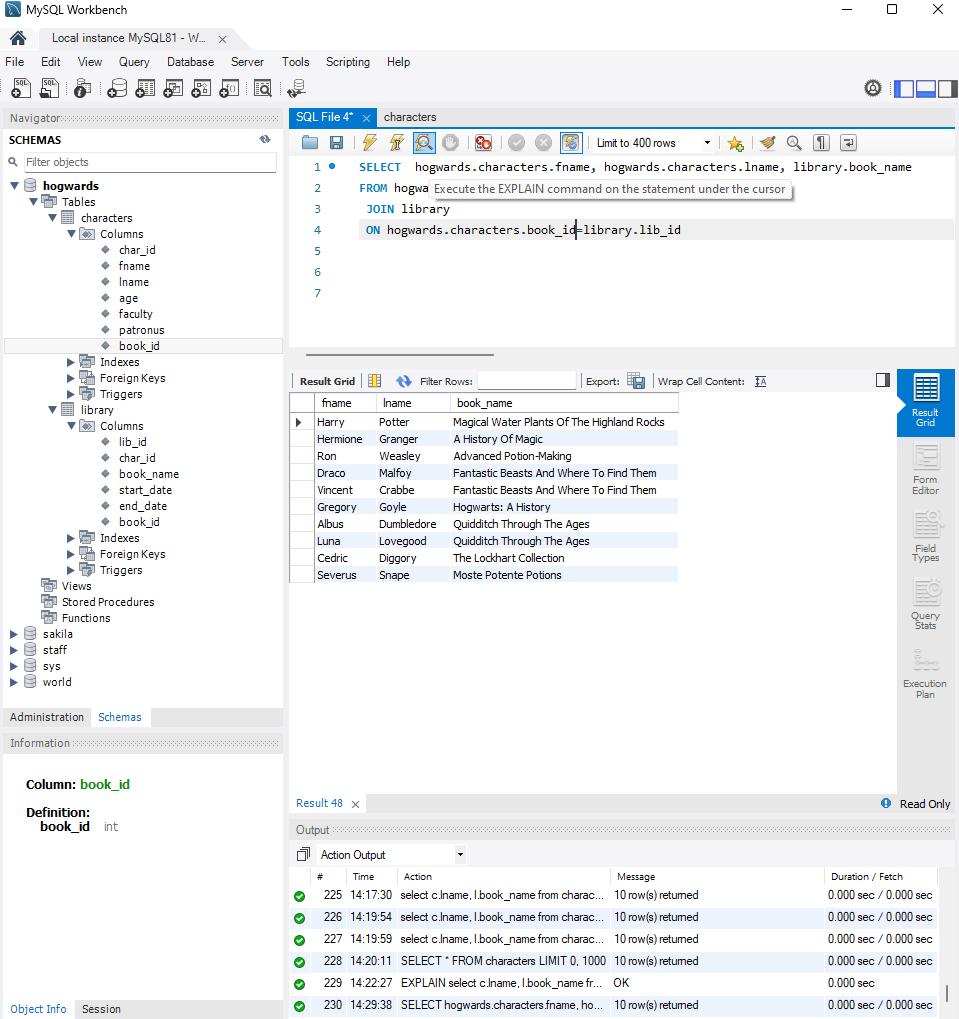 MySQL Workbench
Local instance MySQL81 - W...
File Edit View Query Database Server Tools Scripting Help
Navigator
SCHEMAS
Filter objects
hogwards
Tables
characters
Columns
char_id
fname
lname
age
faculty
patronus
book_id
Indexes
Foreign Keys
Triggers
library
Columns
lib_id
char_id
book_name
start_date
end_date
book_id
Indexes
Foreign Keys
Triggers
Views
Stored Procedures
Functions
sakila
staff
sys
world
Administration Schemas
Information
Column: book_id
Definition:
book_id int
Object Info Session
SQL File 4* characters
Limit to 400 rows
1 SELECT hogwards.characters.fname, hogwards.characters.lname, library.book_name
2 FROM hogwa
Execute the EXPLAIN command on the statement under the cursor
3 JOIN library
4 ON hogwards.characters.book_id=library.lib_id
5
6
7
Result Grid Filter Rows: Export: Wrap Cell Content: IA
fname lname book_name
Harry Potter Magical Water Plants Of The Highland Rocks
Hermione Granger A History Of Magic
Ron Weasley Advanced Potion-Making
Draco Malfoy Fantastic Beasts And Where To Find Them
Vincent Crabbe Fantastic Beasts And Where To Find Them
Gregory Goyle Hogwarts: A History
Albus Dumbledore Quidditch Through The Ages
Luna Lovegood Quidditch Through The Ages
Cedric Diggory The Lockhart Collection
Severus Snape Moste Potente Potions
Result
Grid
Form
Editor
Field
Types
Query
Stats
Execution
Plan
Result 48 Read Only
Output
Action Output
# Time Action Message Duration / Fetch
225 14:17:30 select c.lname, l.book_name from charac... 10 row(s) returned 0.000 sec / 0.000 sec
226 14:19:54 select c.lname, l.book_name from charac... 10 row(s) returned 0.000 sec / 0.000 sec
227 14:19:59 select c.lname, l.book_name from charac... 10 row(s) returned 0.000 sec / 0.000 sec
228 14:20:11 SELECT * FROM characters LIMIT 0, 1000 10 row(s) returned 0.000 sec / 0.000 sec
229 14:22:27 EXPLAIN select c.lname, l.book_name fr... OK 0.000 sec
230 14:29:38 SELECT hogwards.characters.fname, ho... 10 row(s) returned 0.000 sec / 0.000 sec